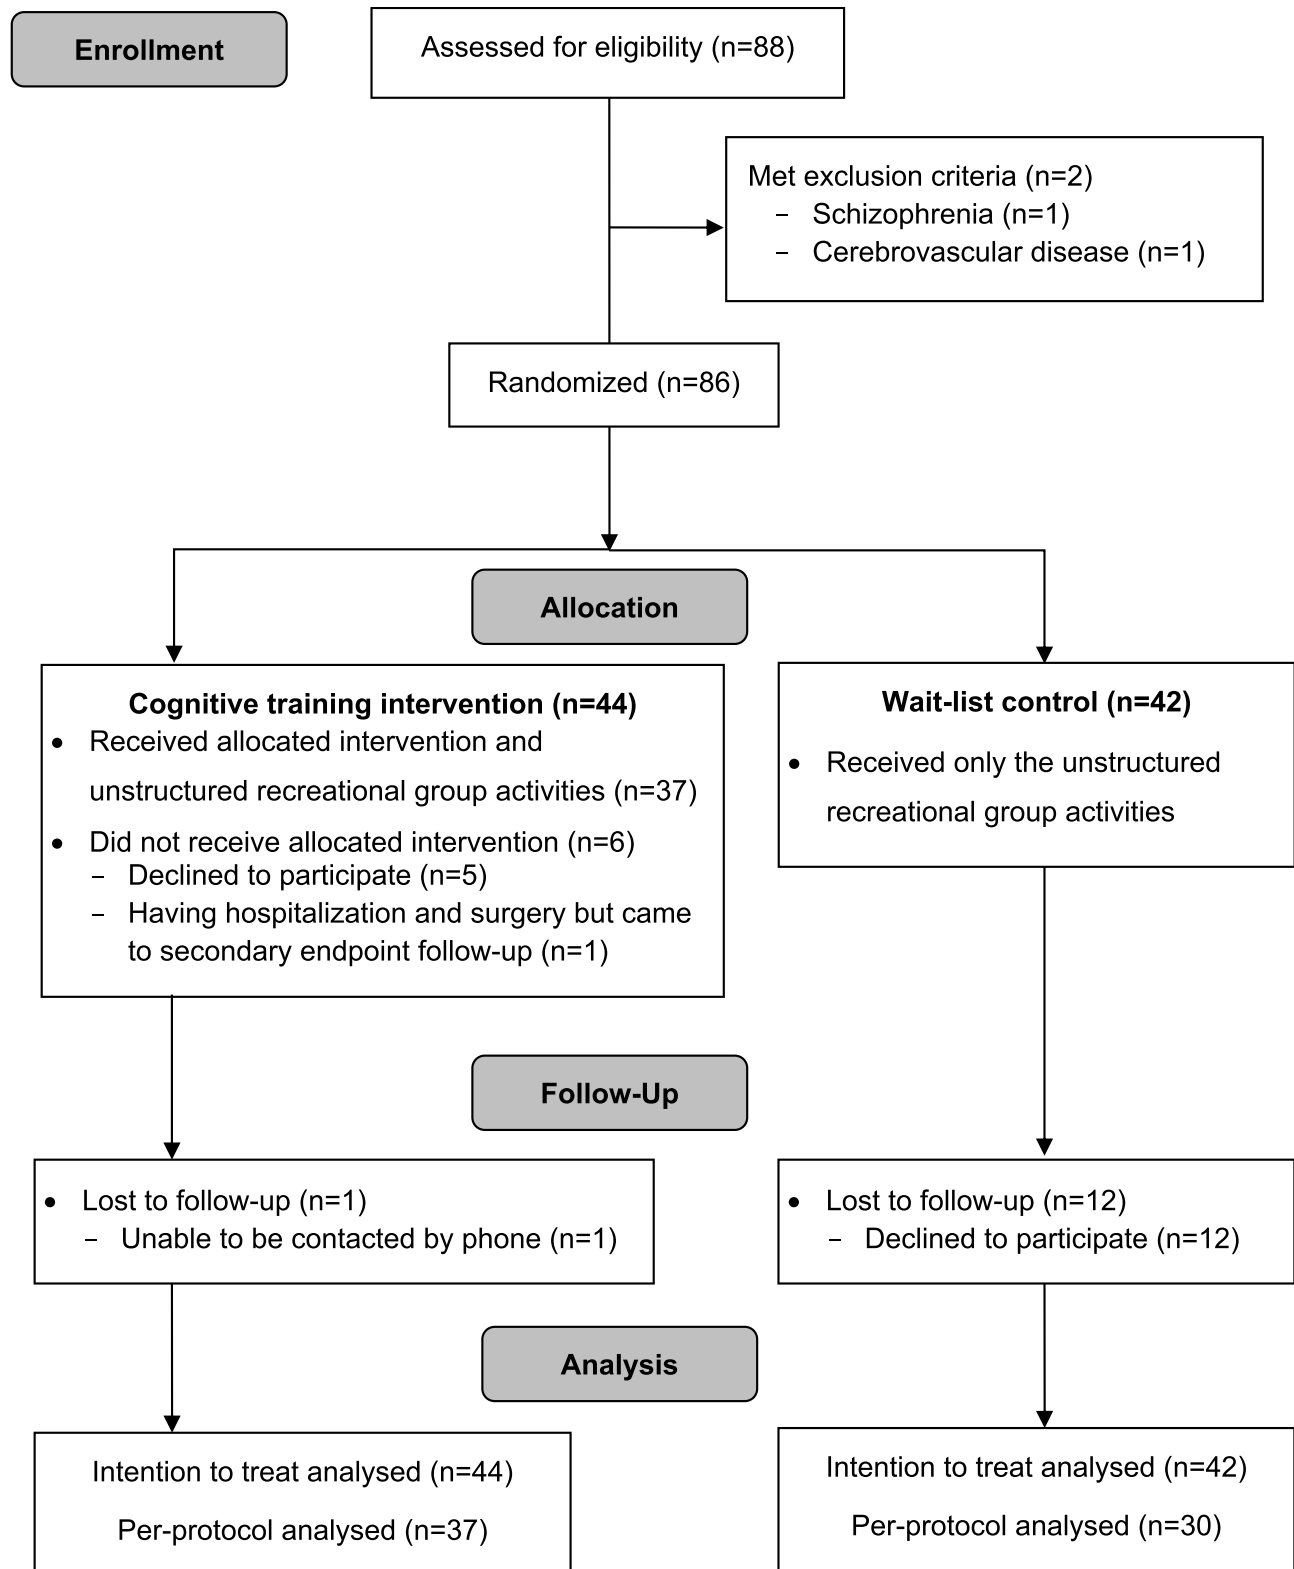 Enrollment
Assessed for eligibility (n=88)
Met exclusion criteria (n=2)
– Schizophrenia (n=1)
– Cerebrovascular disease (n=1)
Randomized (n=86)
Allocation
Cognitive training intervention (n=44)
• Received allocated intervention and
unstructured recreational group activities (n=37)
• Did not receive allocated intervention (n=6)
– Declined to participate (n=5)
– Having hospitalization and surgery but came
to secondary endpoint follow-up (n=1)
Wait-list control (n=42)
• Received only the unstructured
recreational group activities
Follow-Up
• Lost to follow-up (n=1)
– Unable to be contacted by phone (n=1)
• Lost to follow-up (n=12)
– Declined to participate (n=12)
Analysis
Intention to treat analysed (n=44)
Per-protocol analysed (n=37)
Intention to treat analysed (n=42)
Per-protocol analysed (n=30)